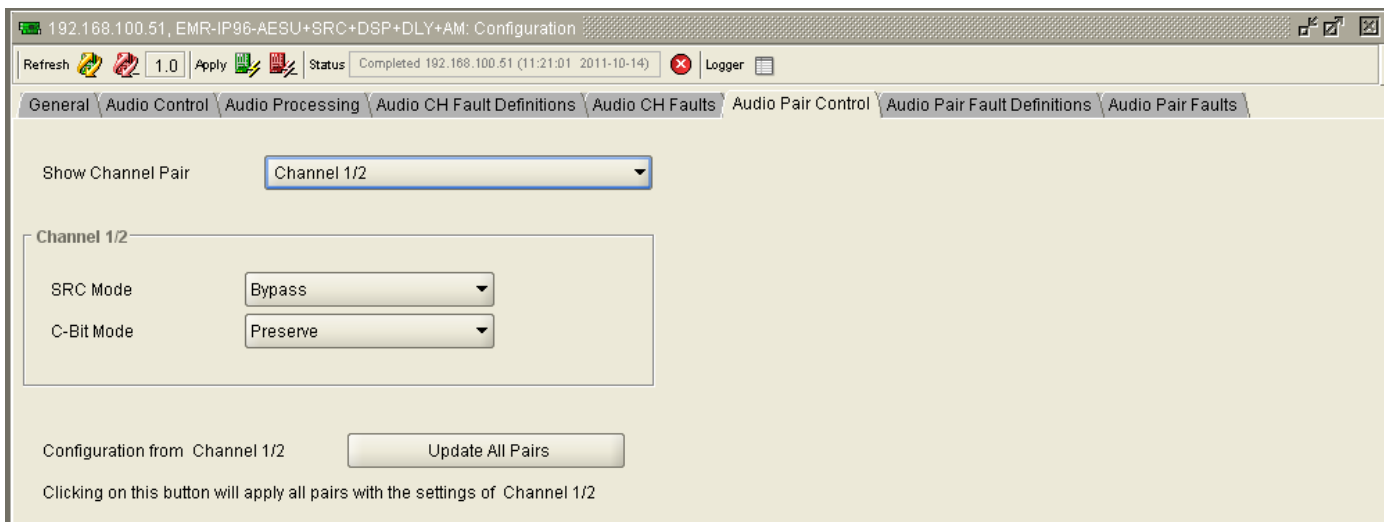 192.168.100.51, EMR-IP96-AESU+SRC+DSP+DLY+AM: Configuration
Refresh 1.0 Apply Status Completed 192.168.100.51 (11:21:01 2011-10-14) Logger
General Audio Control Audio Processing Audio CH Fault Definitions Audio CH Faults Audio Pair Control Audio Pair Fault Definitions Audio Pair Faults
Show Channel Pair Channel 1/2
Channel 1/2
SRC Mode Bypass
C-Bit Mode Preserve
Configuration from Channel 1/2 Update All Pairs
Clicking on this button will apply all pairs with the settings of Channel 1/2